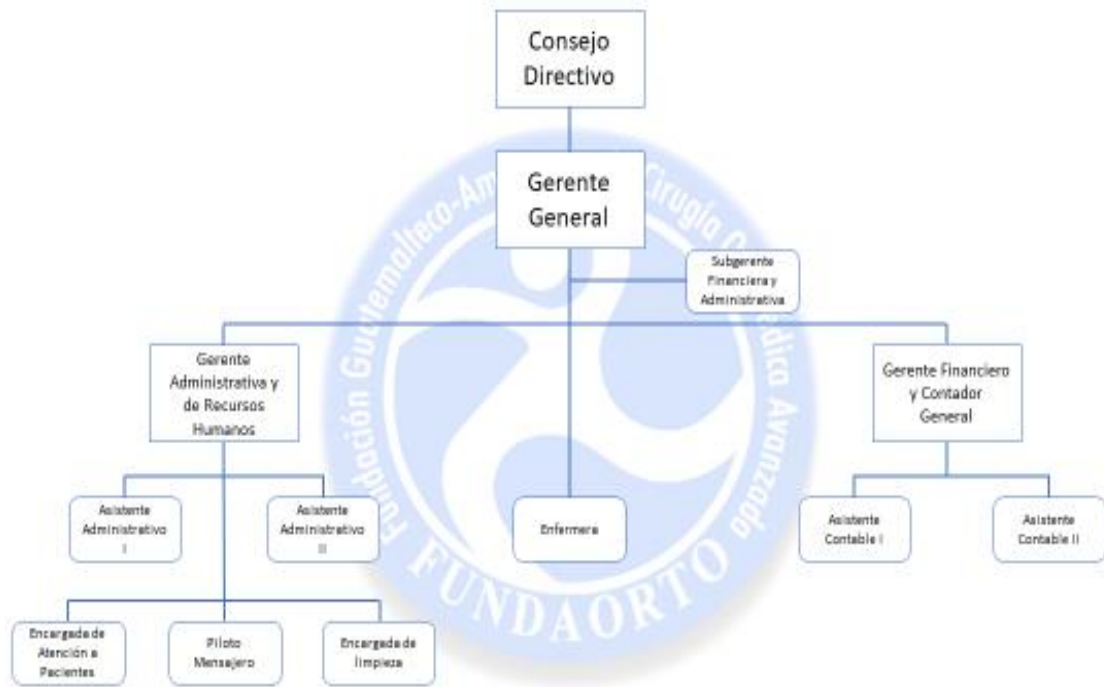 Consejo
Directivo
Gerente
General
Subgerente
Financiera y
Administrativa
Gerente
Administrativa y
de Recursos
Humanos
Gerente Financiero
y Contador
General
Asistente
Administrativo
I
Asistente
Administrativo
II
Enfermera
Asistente
Contable I
Asistente
Contable II
Encargada de
Atención a
Pacientes
Piloto
Mensajero
Encargada de
limpieza
Fundación Guatemalteco-Am Cirugía Avanzado
FUNDAORTO